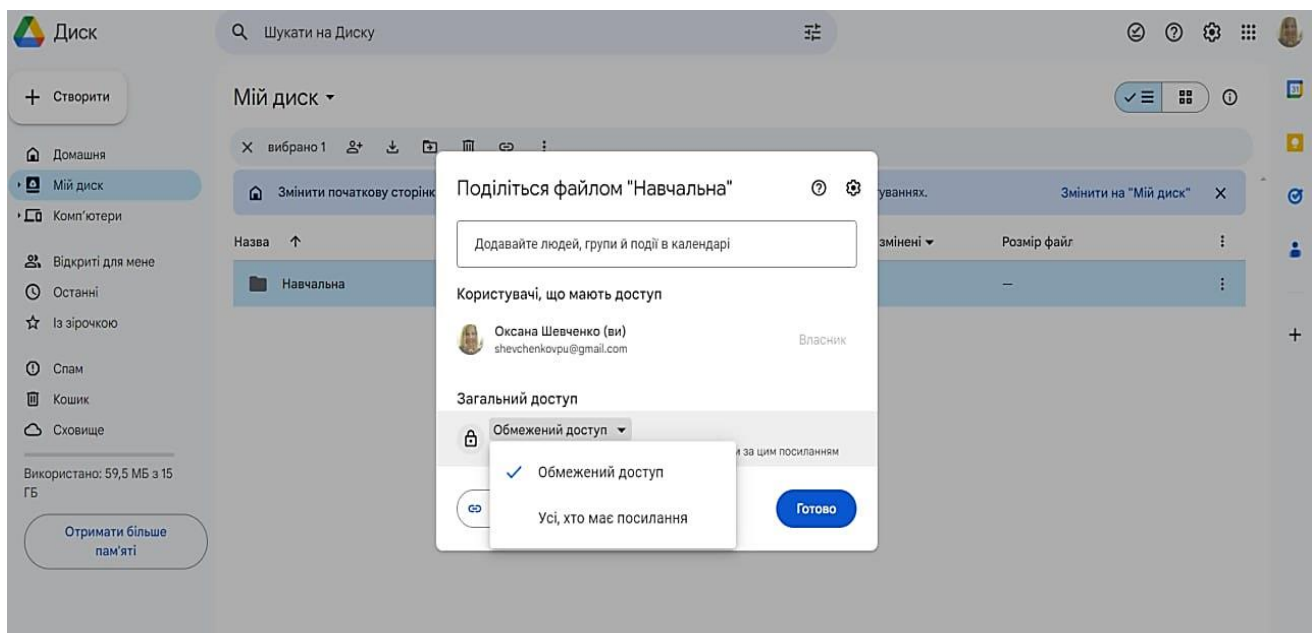 Диск
Шукати на Диску
Створити
Мій диск
вибрано 1
Домашня
Мій диск
Комп'ютери
Відкриті для мене
Останні
Із зірочкою
Спам
Кошик
Сховище
Використано: 59,5 МБ з 15
ГБ
Отримати більше
пам'яті
Змінити початкову сторінк
уваннях.
Змінити на "Мій диск"
Назва
змінені
Розмір файл
Навчальна
—
Поділіться файлом "Навчальна"
Додавайте людей, групи й події в календарі
Користувачі, що мають доступ
Оксана Шевченко (ви)
shevchenkovpu@gmail.com
Власник
Загальний доступ
Обмежений доступ
и за цим посиланням
Обмежений доступ
Усі, хто має посилання
Готово
31